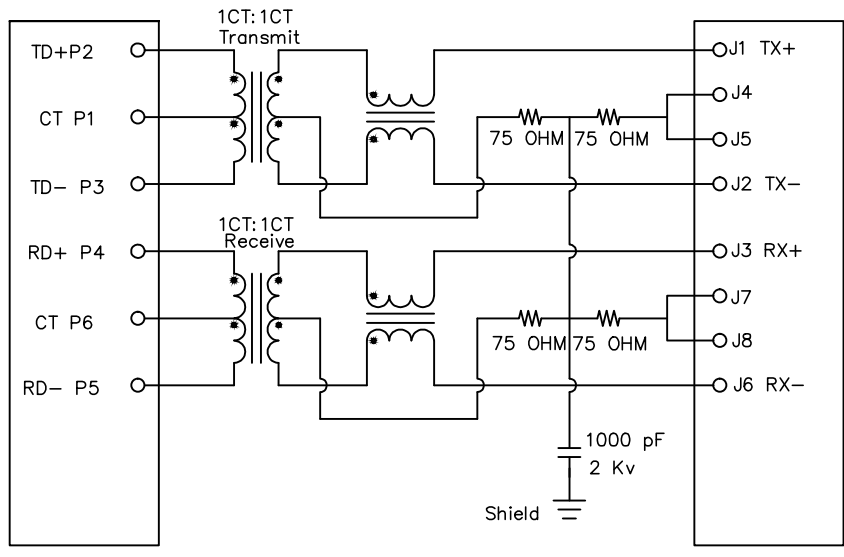 1CT:1CT
Transmit
TD+P2
J1 TX+
J4
CT P1
75 OHM 75 OHM
J5
TD- P3
J2 TX-
1CT:1CT
Receive
RD+ P4
J3 RX+
J7
CT P6
75 OHM 75 OHM
J8
RD- P5
J6 RX-
1000 pF
2 Kv
Shield